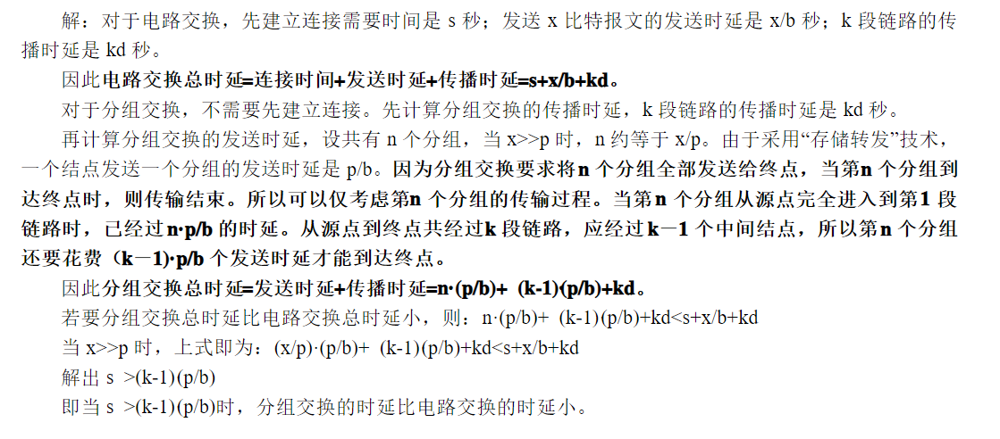 解：对于电路交换，先建立连接需要时间是 s 秒；发送 x 比特报文的发送时延是 x/b 秒；k 段链路的传
播时延是 kd 秒。
因此电路交换总时延=连接时间+发送时延+传播时延=s+x/b+kd。
对于分组交换，不需要先建立连接。先计算分组交换的传播时延，k 段链路的传播时延是 kd 秒。
再计算分组交换的发送时延，设共有 n 个分组，当 x>>p 时，n 约等于 x/p。由于采用“存储转发”技术，
一个结点发送一个分组的发送时延是 p/b。因为分组交换要求将n 个分组全部发送给终点，当第n 个分组到
达终点时，则传输结束。所以可以仅考虑第n 个分组的传输过程。当第n 个分组从源点完全进入到第1 段
链路时，已经过n·p/b 的时延。从源点到终点共经过k 段链路，应经过 k－1 个中间结点，所以第n 个分组
还要花费（k－1)·p/b 个发送时延才能到达终点。
因此分组交换总时延=发送时延+传播时延=n·(p/b)+ (k-1)·(p/b)+kd。
若要分组交换总时延比电路交换总时延小，则：n·(p/b)+ (k-1)(p/b)+kd<s+x/b+kd
当 x>>p 时，上式即为：(x/p)·(p/b)+ (k-1)(p/b)+kd<s+x/b+kd
解出 s >(k-1)(p/b)
即当 s >(k-1)(p/b)时，分组交换的时延比电路交换的时延小。